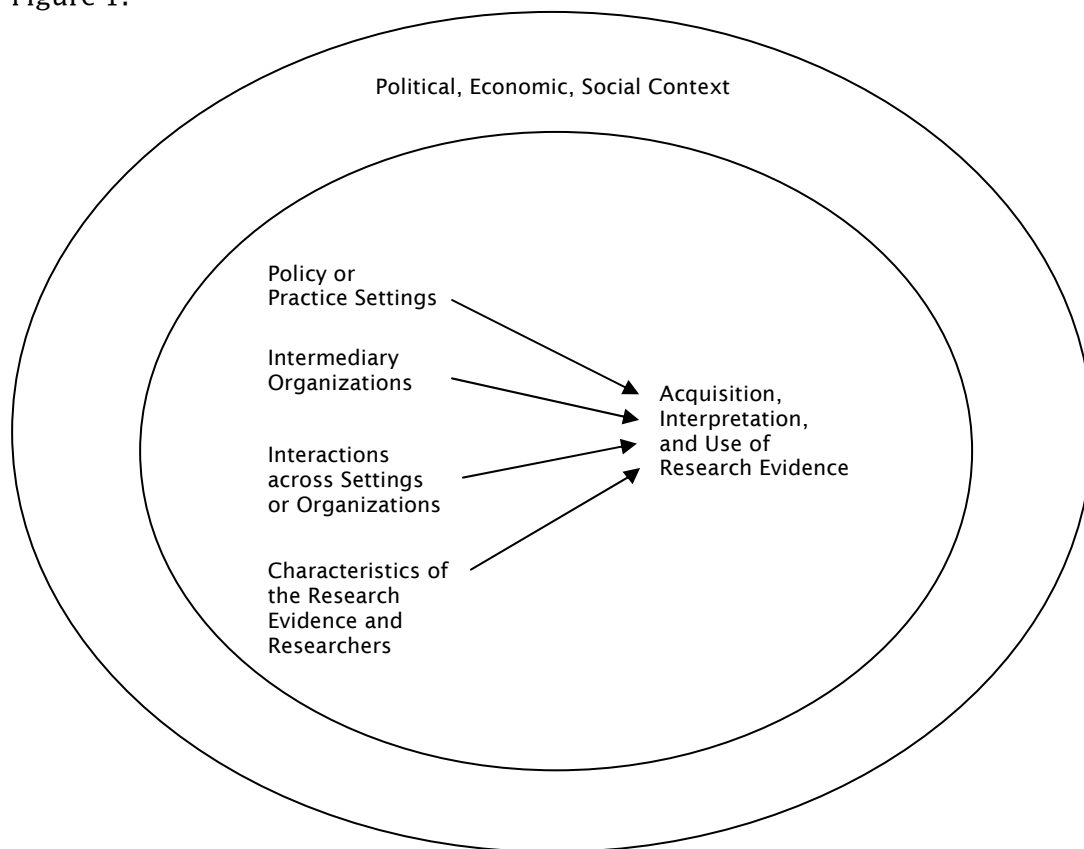 Figure 1.
Political, Economic, Social Context
Policy or
Practice Settings
Intermediary
Organizations
Interactions
across Settings
or Organizations
Characteristics of
the Research
Evidence and
Researchers
Acquisition,
Interpretation,
and Use of
Research Evidence